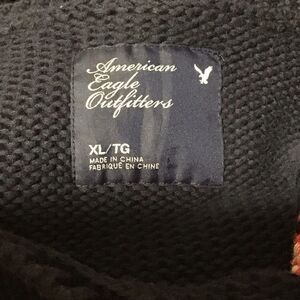 American
Eagle
Outfitters
XL/TG
MADE IN CHINA
FABRIQUÉ EN CHINE